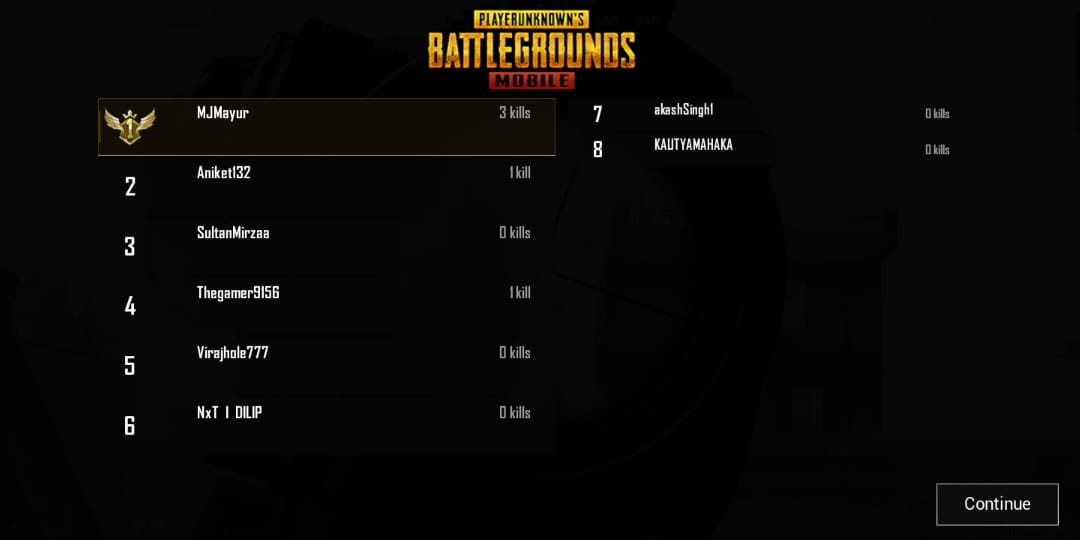 PLAYERUNKNOWN'S
BATTLEGROUNDS
MOBILE
1 MJMayur 3 kills
2 Aniket132 1 kill
3 SultanMirzaa 0 kills
4 Thegamer9156 1 kill
5 Virajhole777 0 kills
6 NxT I DILIP 0 kills
7 akashSingh1 0 kills
8 KAUTYAMAHAKA 0 kills
Continue